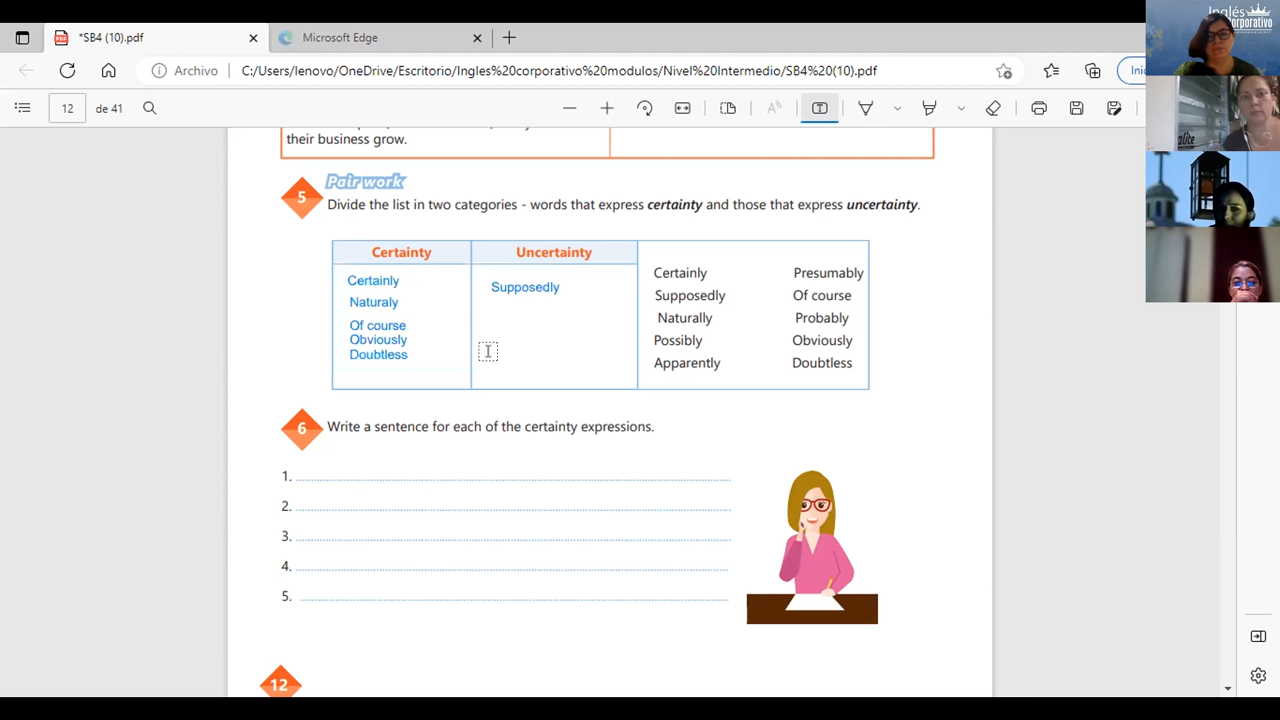 *SB4 (10).pdf
Microsoft Edge
Archivo
C:/Users/lenovo/OneDrive/Escritorio/Ingles%20corporativo%20modulos/Nivel%20Intermedio/SB4%20(10).pdf
Inic
12 de 41
their business grow.
5 Pair work
Divide the list in two categories - words that express certainty and those that express uncertainty.
Certainty Uncertainty
Certainly
Naturaly
Of course
Obviously
Doubtless
Supposedly
Certainly Presumably
Supposedly Of course
Naturally Probably
Possibly Obviously
Apparently Doubtless
6 Write a sentence for each of the certainty expressions.
1.
2.
3.
4.
5.
12
Inglés